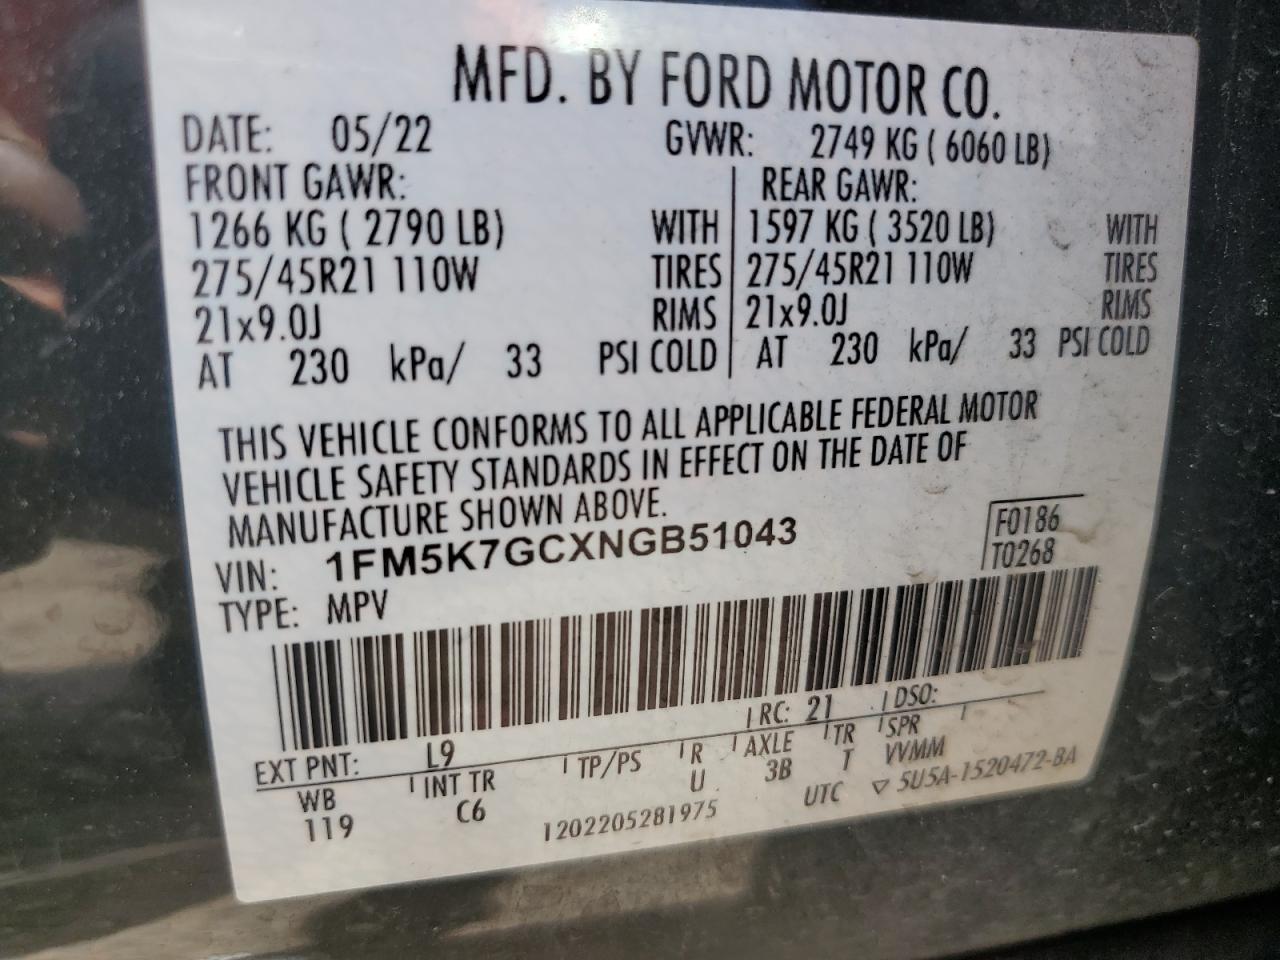 MFD. BY FORD MOTOR CO.
DATE: 05/22 GVWR: 2749 KG ( 6060 LB)
FRONT GAWR: REAR GAWR:
1266 KG ( 2790 LB) WITH 1597 KG ( 3520 LB) WITH
275/45R21 110W TIRES 275/45R21 110W TIRES
21x9.0J RIMS 21x9.0J RIMS
AT 230 kPa/ 33 PSI COLD AT 230 kPa/ 33 PSI COLD
THIS VEHICLE CONFORMS TO ALL APPLICABLE FEDERAL MOTOR
VEHICLE SAFETY STANDARDS IN EFFECT ON THE DATE OF
MANUFACTURE SHOWN ABOVE.
F0186
VIN: 1FM5K7GCXNGB51043
T0268
TYPE: MPV
EXT PNT: L9 RC: 21 DSO:
WB INT TR TP/PS R AXLE TR SPR
119 C6 U 3B T VVMM
1202205281975 UTC ▽ 5U5A-1520472-BA